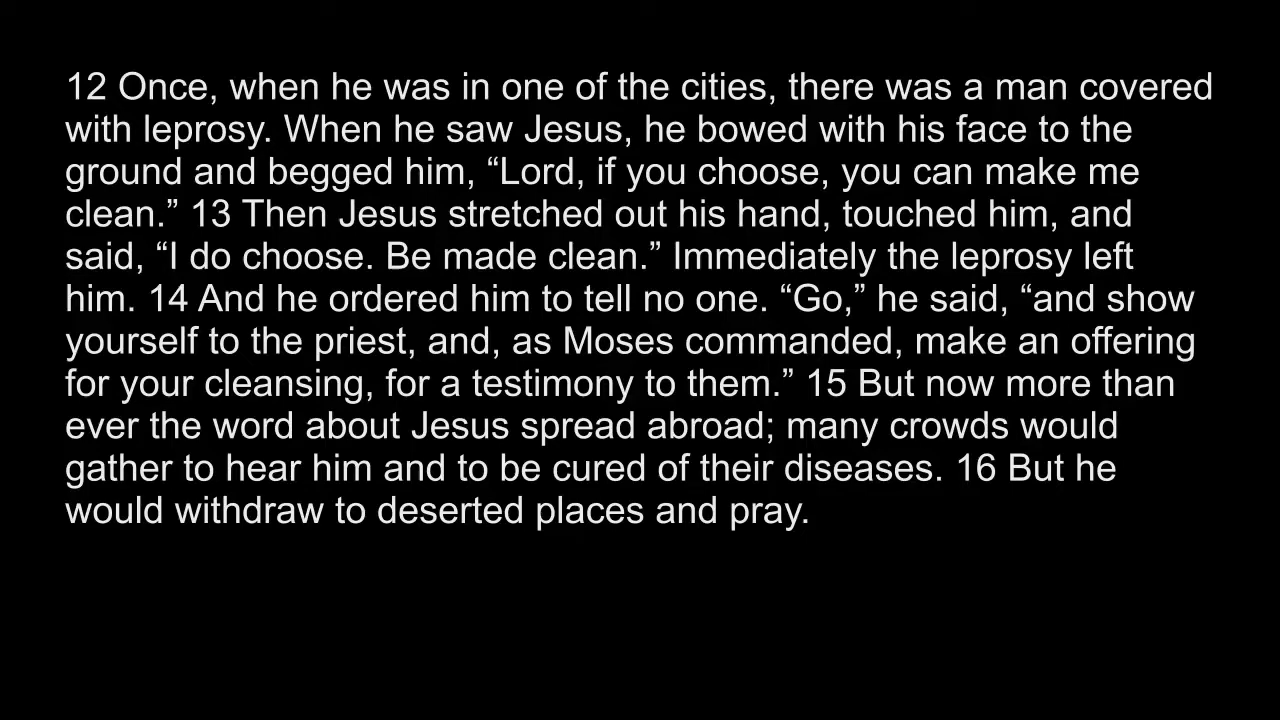 12 Once, when he was in one of the cities, there was a man covered
with leprosy. When he saw Jesus, he bowed with his face to the
ground and begged him, “Lord, if you choose, you can make me
clean.” 13 Then Jesus stretched out his hand, touched him, and
said, “I do choose. Be made clean.” Immediately the leprosy left
him. 14 And he ordered him to tell no one. “Go,” he said, “and show
yourself to the priest, and, as Moses commanded, make an offering
for your cleansing, for a testimony to them.” 15 But now more than
ever the word about Jesus spread abroad; many crowds would
gather to hear him and to be cured of their diseases. 16 But he
would withdraw to deserted places and pray.